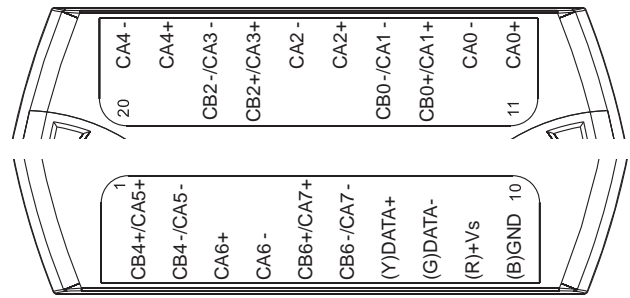 CA4 -
CA4+
CB2 -/CA3 -
CB2+/CA3+
CA2 -
CA2+
CB0 -/CA1 -
CB0+/CA1+
CA0 -
CA0+
20
11
1
10
CB4+/CA5+
CB4 -/CA5 -
CA6+
CA6 -
CB6+/CA7+
CB6 -/CA7 -
(Y)DATA+
(G)DATA-
(R)+Vs
(B)GND